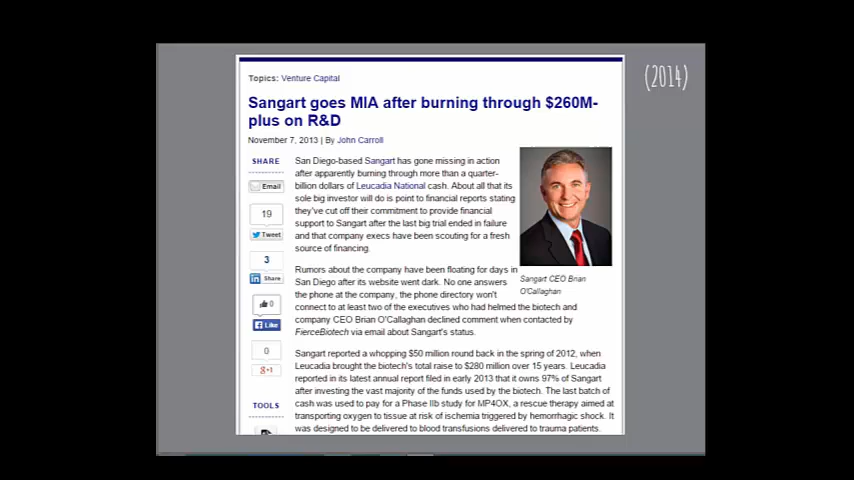 (2014)
Topics: Venture Capital
Sangart goes MIA after burning through $260M-
plus on R&D
November 7, 2013 | By John Carroll
SHARE
Email
19
Tweet
3
Share
0
Like
0
g+1
TOOLS
San Diego-based Sangart has gone missing in action
after apparently burning through more than a quarter-
billion dollars of Leucadia National cash. About all that its
sole big investor will do is point to financial reports stating
they've cut off their commitment to provide financial
support to Sangart after the last big trial ended in failure
and that company execs have been scouting for a fresh
source of financing.
Sangart CEO Brian
O'Callaghan
Rumors about the company have been floating for days in
San Diego after its website went dark. No one answers
the phone at the company, the phone directory won't
connect to at least two of the executives who had helmed the biotech and
company CEO Brian O'Callaghan declined comment when contacted by
FierceBiotech via email about Sangart's status.
Sangart reported a whopping $50 million round back in the spring of 2012, when
Leucadia brought the biotech's total raise to $280 million over 15 years. Leucadia
reported in its latest annual report filed in early 2013 that it owns 97% of Sangart
after investing the vast majority of the funds used by the biotech. The last batch of
cash was used to pay for a Phase IIb study for MP4OX, a rescue therapy aimed at
transporting oxygen to tissue at risk of ischemia triggered by hemorrhagic shock. It
was designed to be delivered to blood transfusions delivered to trauma patients.